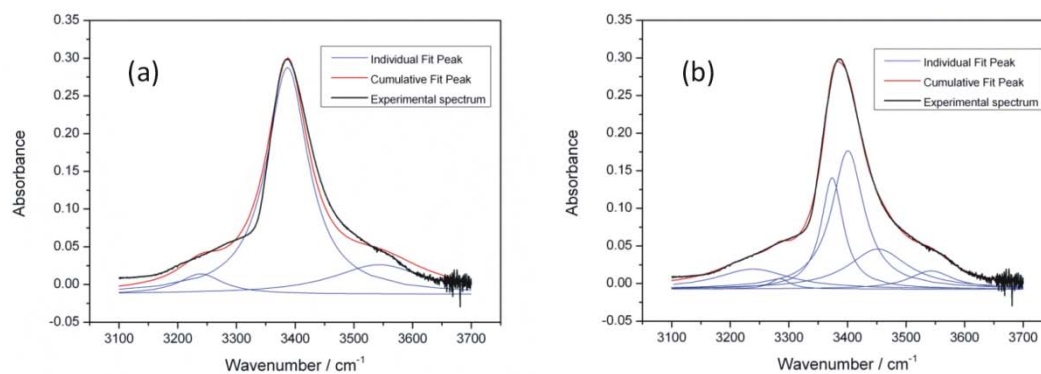 0.35
0.30
0.25
0.20
0.15
0.10
0.05
0.00
-0.05
Absorbance
(a)
Individual Fit Peak
Cumulative Fit Peak
Experimental spectrum
3100 3200 3300 3400 3500 3600 3700
Wavenumber / cm-1
0.35
0.30
0.25
0.20
0.15
0.10
0.05
0.00
-0.05
Absorbance
(b)
Individual Fit Peak
Cumulative Fit Peak
Experimental spectrum
3100 3200 3300 3400 3500 3600 3700
Wavenumber / cm-1